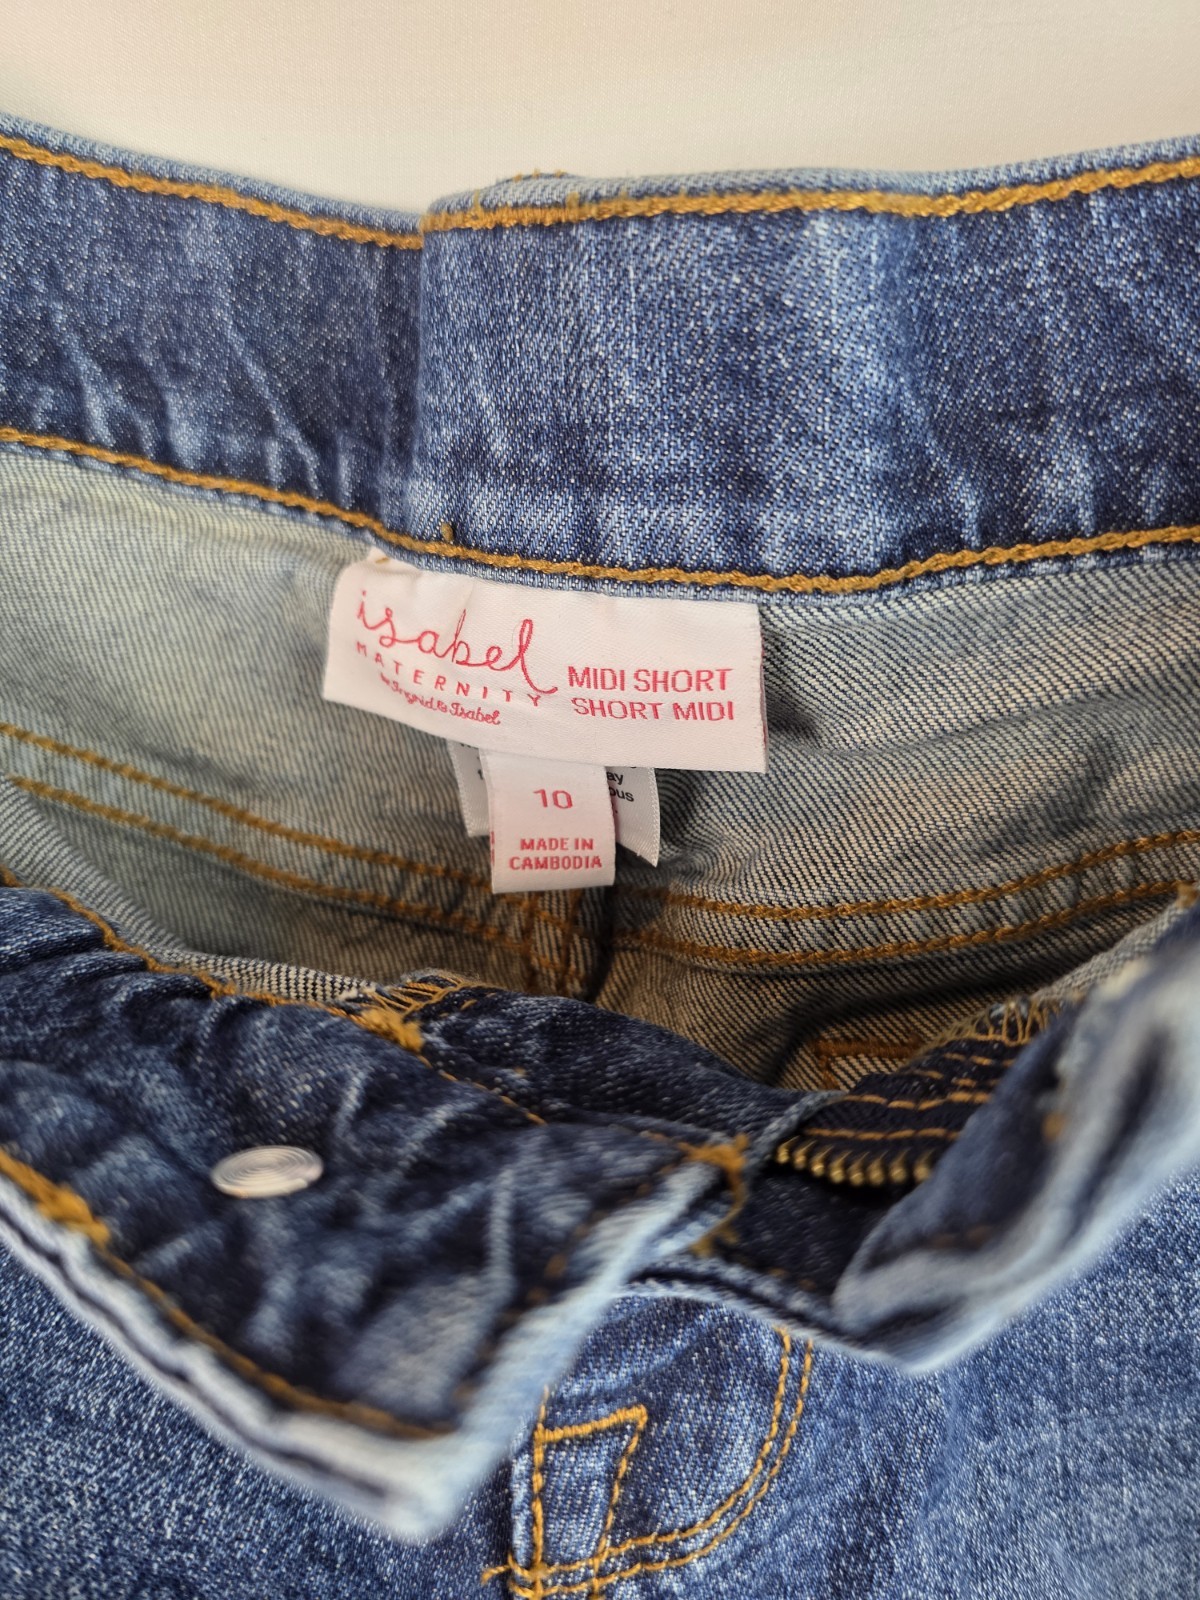 isabel
MATERNITY
by Ingrid & Isabel
MIDI SHORT
SHORT MIDI
10
MADE IN
CAMBODIA